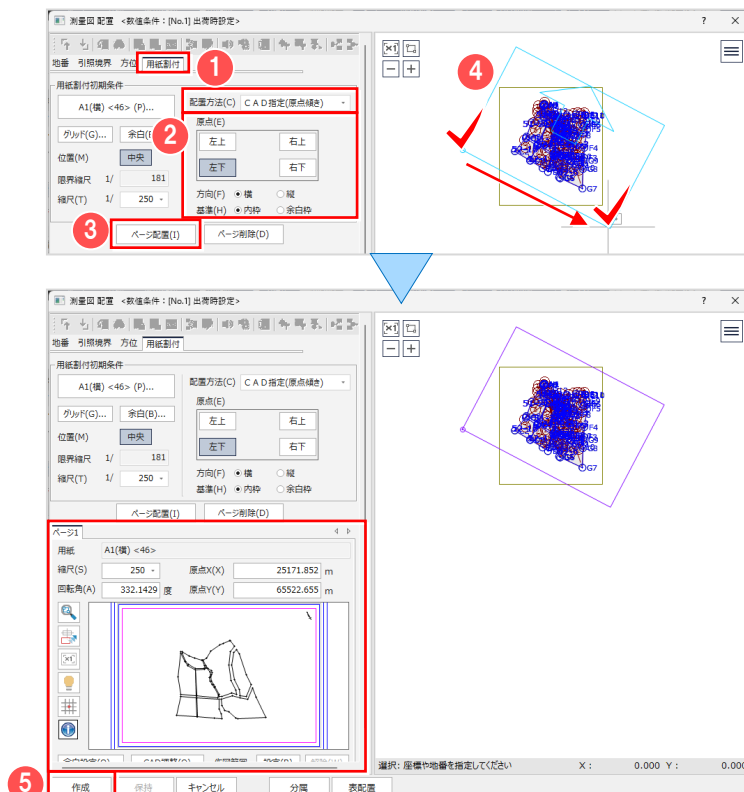 測量図 配置 <数値条件：[No.1] 出荷時設定>
地番 引照境界 方位 用紙割付
1
用紙割付初期条件
A1(横) <46> (P)...
配置方法(C) ＣＡＤ指定(原点傾き)
グリッド(G)...
2
原点(E)
左上 右上
左下 右下
位置(M) 中央
限界縮尺 1/ 181
縮尺(T) 1/ 250
方向(F) 横 縦
基準(H) 内枠 余白枠
3
ページ配置(I) ページ削除(D)
4
F4
G7
測量図 配置 <数値条件：[No.1] 出荷時設定>
地番 引照境界 方位 用紙割付
用紙割付初期条件
A1(横) <46> (P)...
配置方法(C) ＣＡＤ指定(原点傾き)
グリッド(G)... 余白(B)...
原点(E)
左上 右上
左下 右下
位置(M) 中央
限界縮尺 1/ 181
縮尺(T) 1/ 250
方向(F) 横 縦
基準(H) 内枠 余白枠
ページ配置(I) ページ削除(D)
F4
G7
ページ1
用紙 A1(横) <46>
縮尺(S) 250 原点X(X) 25171.852 m
回転角(A) 332.1429 度 原点Y(Y) 65522.655 m
選択: 座標や地番を指定してください X : 0.000 Y : 0.000
5
作成 保持 キャンセル 分属 表配置